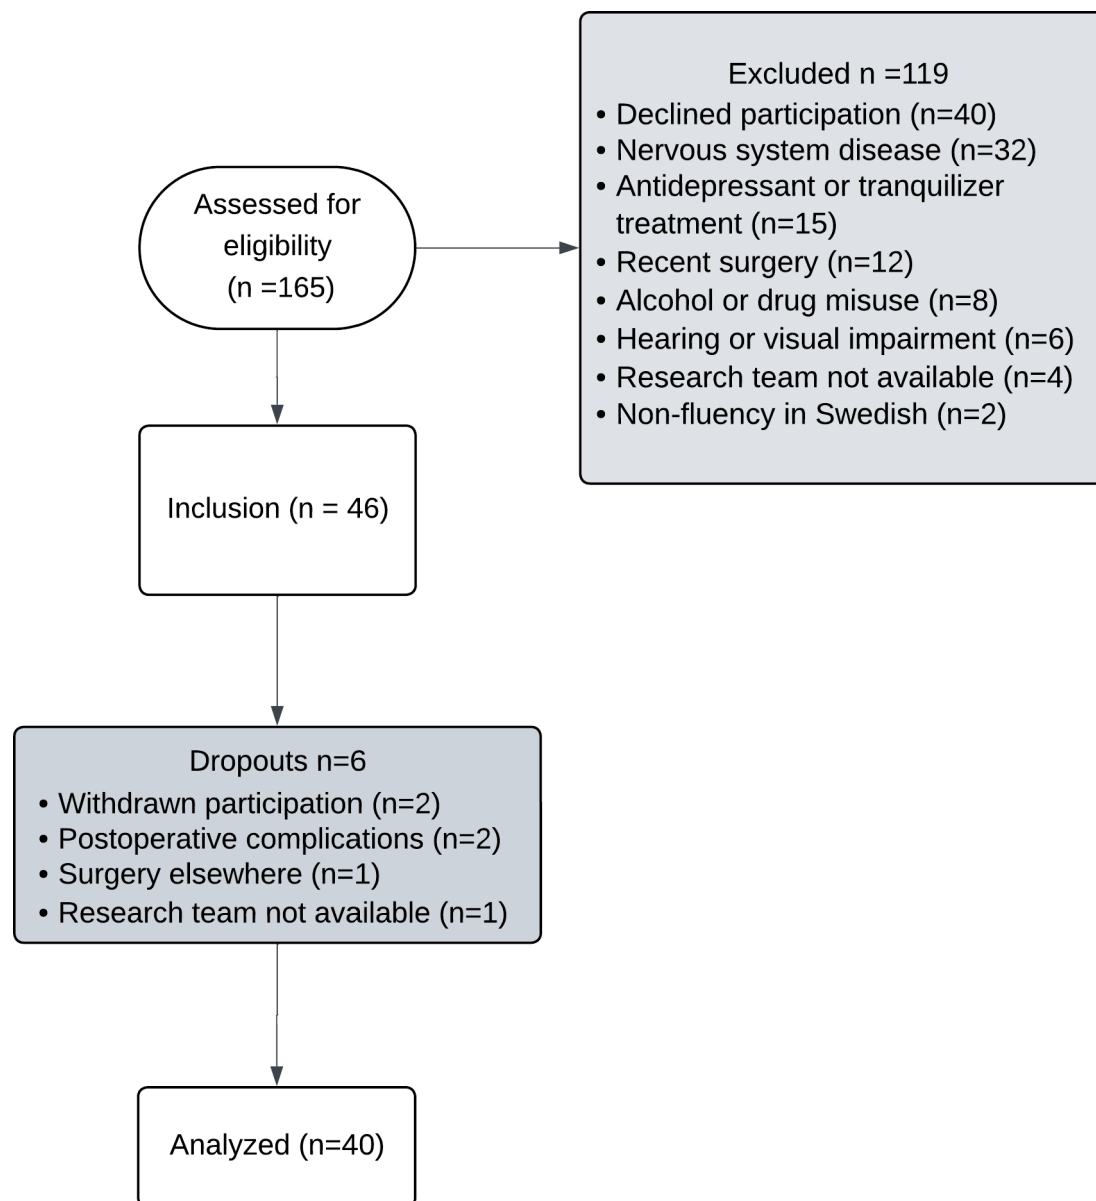 Excluded n =119
• Declined participation (n=40)
• Nervous system disease (n=32)
• Antidepressant or tranquilizer
treatment (n=15)
• Recent surgery (n=12)
• Alcohol or drug misuse (n=8)
• Hearing or visual impairment (n=6)
• Research team not available (n=4)
• Non-fluency in Swedish (n=2)
Assessed for
eligibility
(n =165)
Inclusion (n = 46)
Dropouts n=6
• Withdrawn participation (n=2)
• Postoperative complications (n=2)
• Surgery elsewhere (n=1)
• Research team not available (n=1)
Analyzed (n=40)